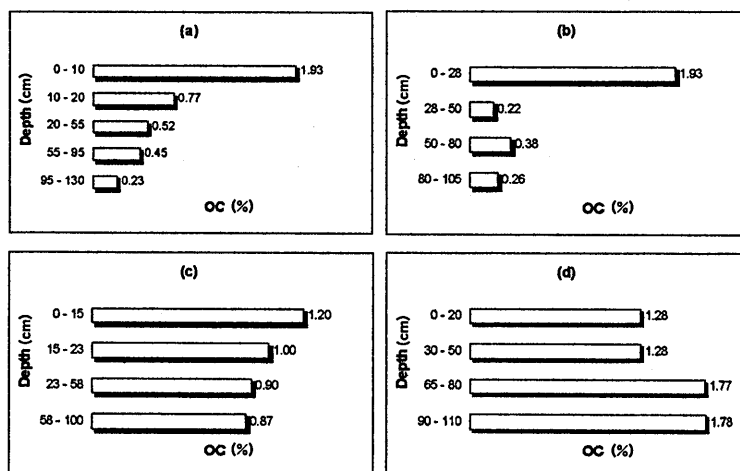 (a)
Depth (cm)
0 - 10 1.93
10 - 20 0.77
20 - 55 0.52
55 - 95 0.45
95 - 130 0.23
OC (%)
(b)
Depth (cm)
0 - 28 1.93
28 - 50 0.22
50 - 80 0.38
80 - 105 0.26
OC (%)
(c)
Depth (cm)
0 - 15 1.20
15 - 23 1.00
23 - 58 0.90
58 - 100 0.87
OC (%)
(d)
Depth (cm)
0 - 20 1.28
30 - 50 1.28
65 - 80 1.77
90 - 110 1.78
OC (%)